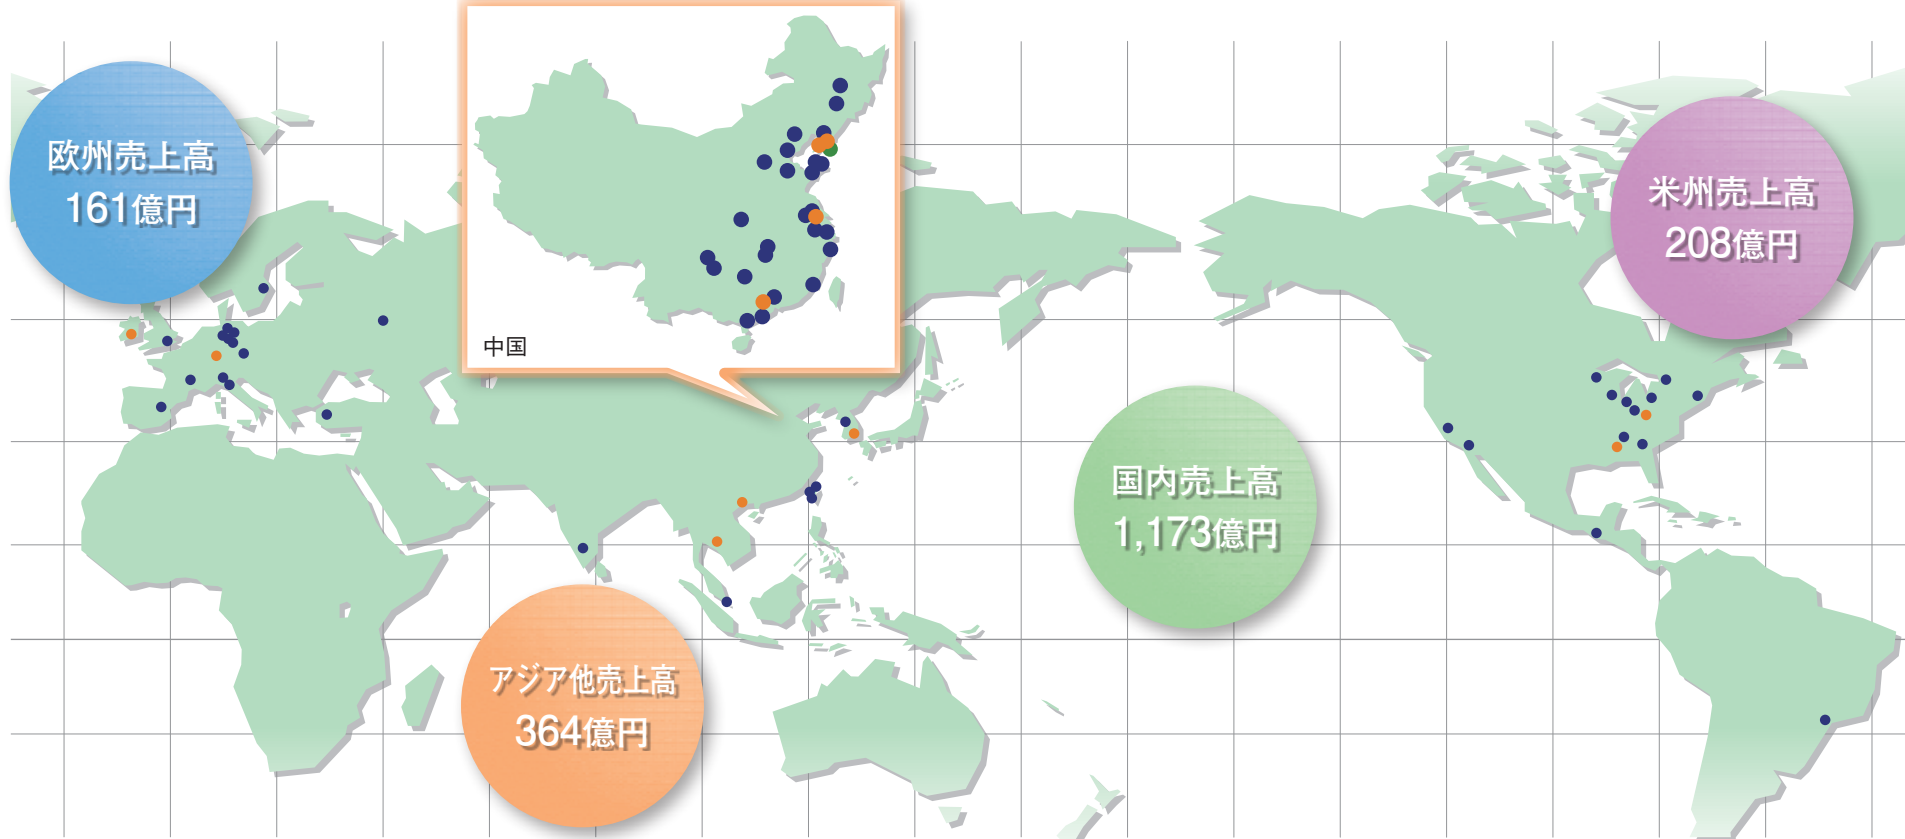 欧州売上高
161億円
中国
米州売上高
208億円
国内売上高
1,173億円
アジア他売上高
364億円